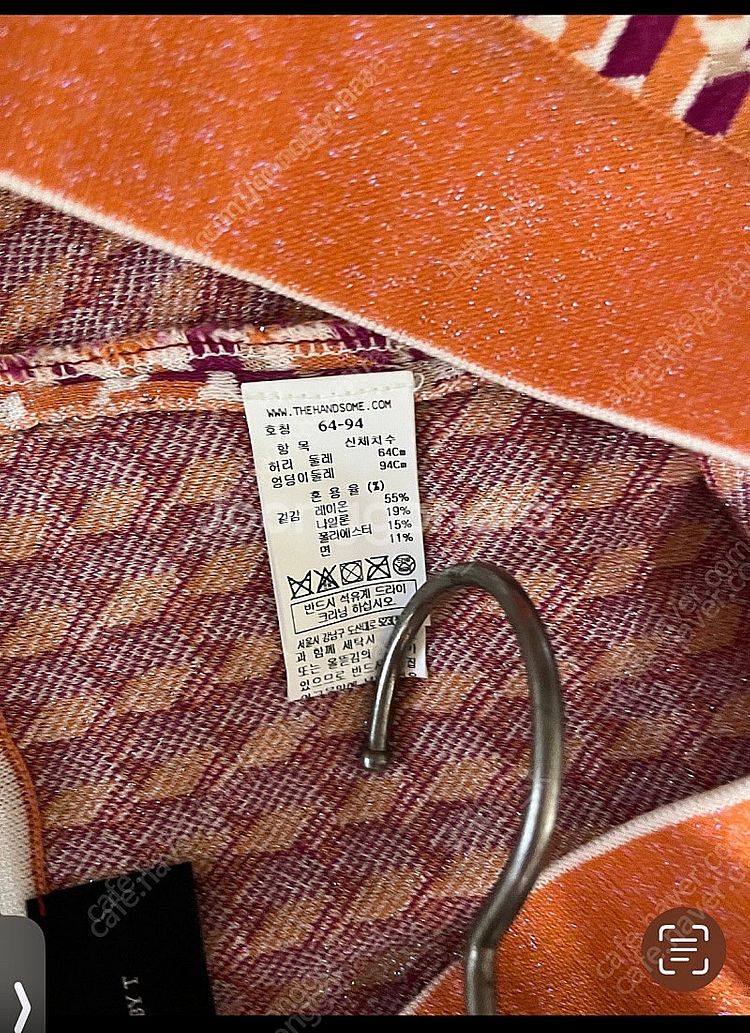 WWW.THEHANDSOME.COM
호칭 64-94
항 목 신체치수
허리 둘레 64Cm
엉덩이둘레 94Cm
혼 용 율 (%)
겉감 레이온 55%
나일론 19%
폴리에스터 15%
면 11%
반드시 석유계 드라이
크리닝 하십시오.
서울시 강남구 도산대로 523
과 함께 세탁시
또는 올뜯김의
있으므로 반드
BY T